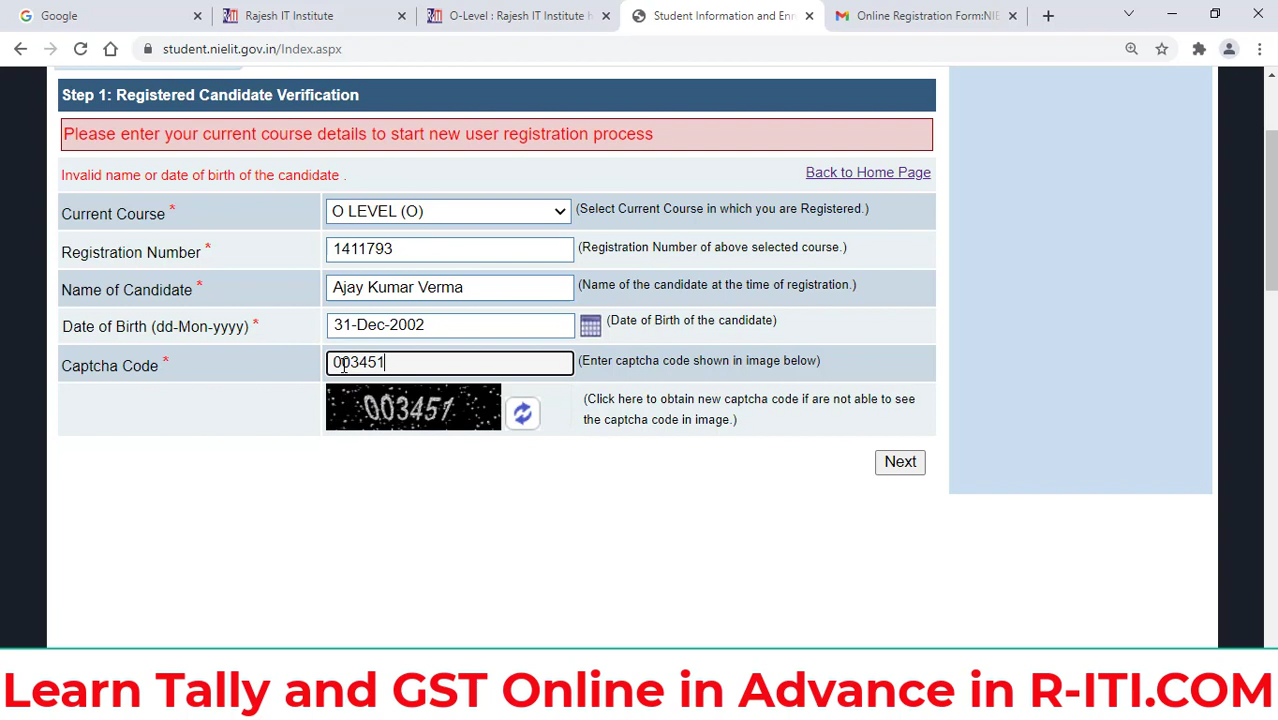 Google
Rajesh IT Institute
O-Level : Rajesh IT Institute h
Student Information and Enr
Online Registration Form:NIE
student.nielit.gov.in/Index.aspx
Step 1: Registered Candidate Verification
Please enter your current course details to start new user registration process
Invalid name or date of birth of the candidate .
Back to Home Page
Current Course * O LEVEL (O) (Select Current Course in which you are Registered.)
Registration Number * 1411793 (Registration Number of above selected course.)
Name of Candidate * Ajay Kumar Verma (Name of the candidate at the time of registration.)
Date of Birth (dd-Mon-yyyy) * 31-Dec-2002 (Date of Birth of the candidate)
Captcha Code * 003451 (Enter captcha code shown in image below)
003451 (Click here to obtain new captcha code if are not able to see
the captcha code in image.)
Next
Learn Tally and GST Online in Advance in R-ITI.COM